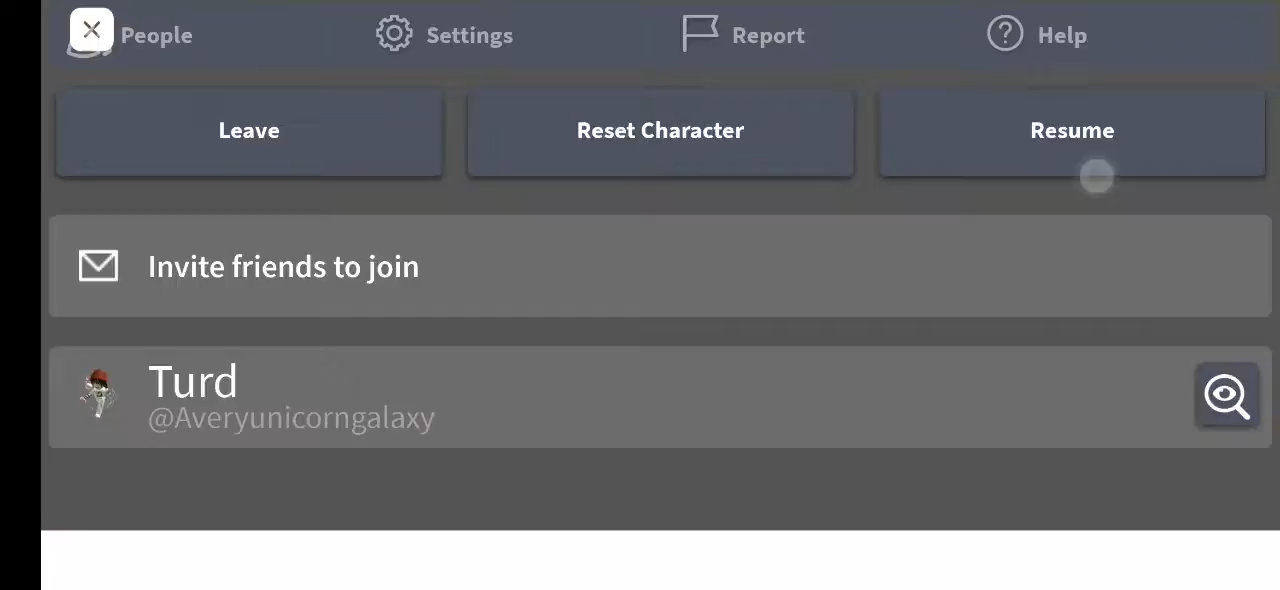 People Settings Report Help
Leave Reset Character Resume
Invite friends to join
Turd
@Averyunicorngalaxy